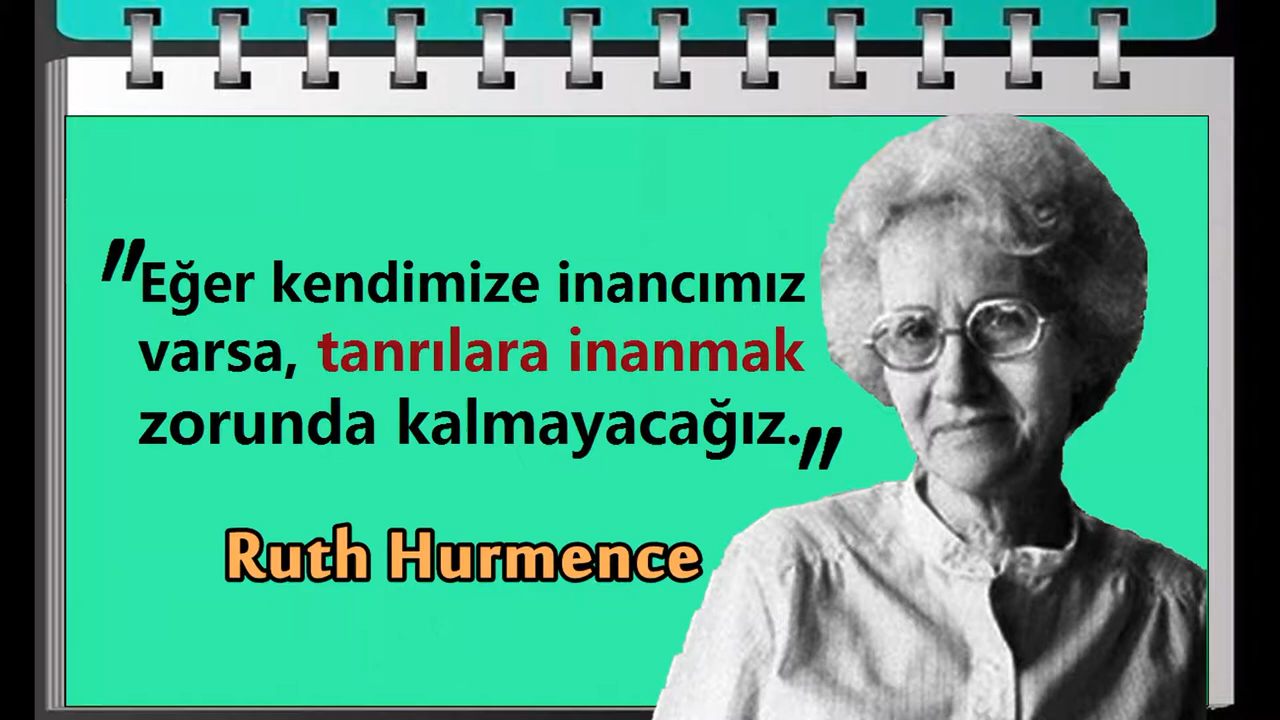 "Eğer kendimize inancımız
varsa, tanrılara inanmak
zorunda kalmayacağız."
Ruth Hurmence